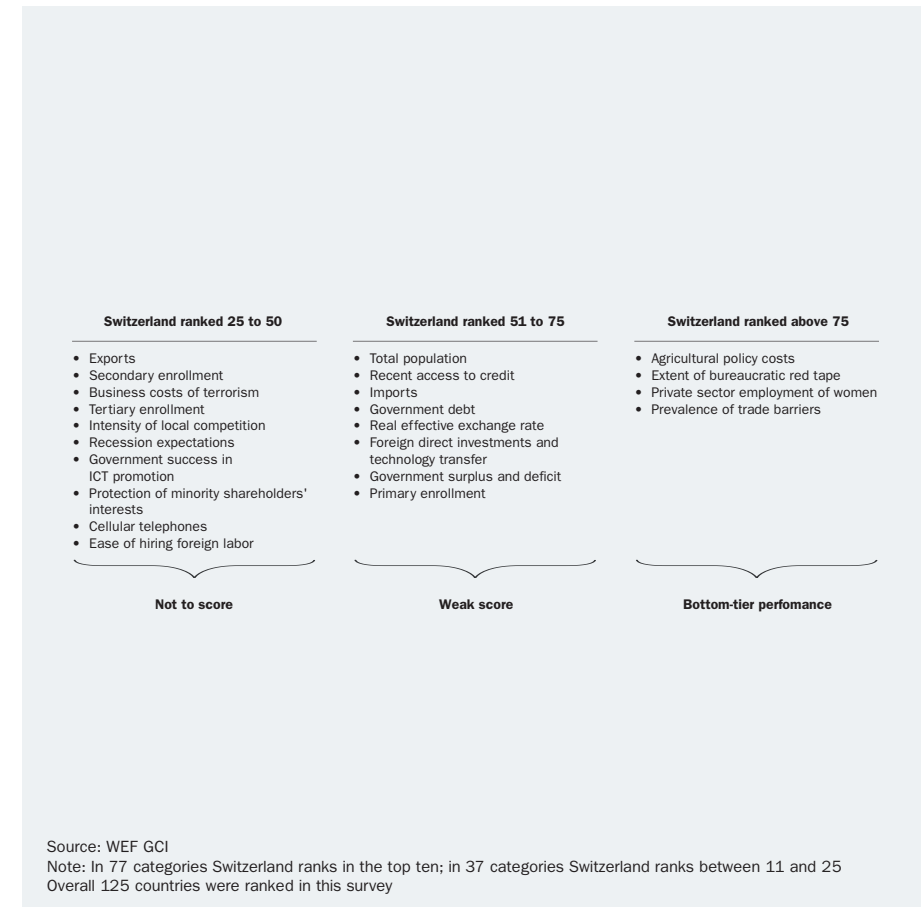 Switzerland ranked 25 to 50
• Exports
• Secondary enrollment
• Business costs of terrorism
• Tertiary enrollment
• Intensity of local competition
• Recession expectations
• Government success in
ICT promotion
• Protection of minority shareholders'
interests
• Cellular telephones
• Ease of hiring foreign labor
Not to score
Switzerland ranked 51 to 75
• Total population
• Recent access to credit
• Imports
• Government debt
• Real effective exchange rate
• Foreign direct investments and
technology transfer
• Government surplus and deficit
• Primary enrollment
Weak score
Switzerland ranked above 75
• Agricultural policy costs
• Extent of bureaucratic red tape
• Private sector employment of women
• Prevalence of trade barriers
Bottom-tier perfomance
Source: WEF GCI
Note: In 77 categories Switzerland ranks in the top ten; in 37 categories Switzerland ranks between 11 and 25
Overall 125 countries were ranked in this survey